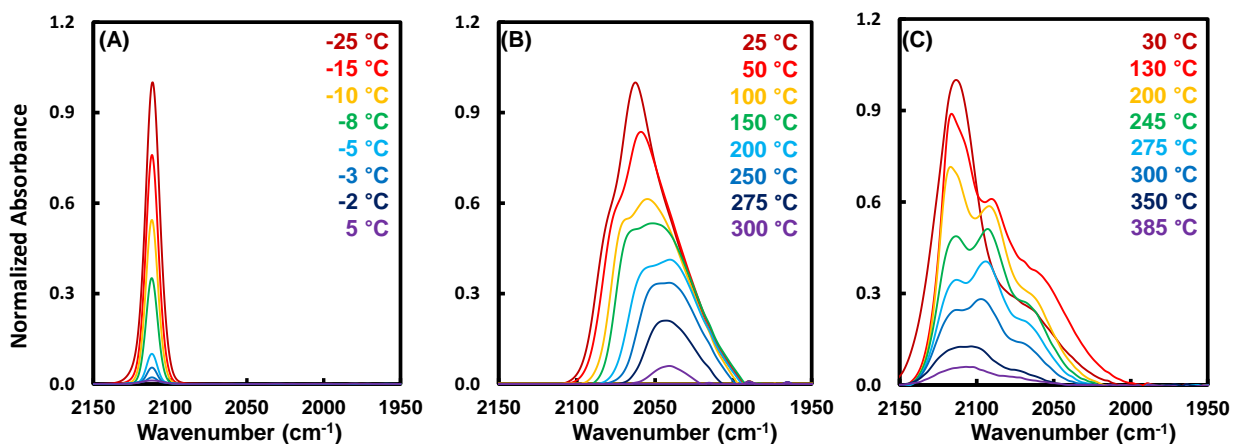 (A)
-25 °C
-15 °C
-10 °C
-8 °C
-5 °C
-3 °C
-2 °C
5 °C
1.2
0.9
0.6
0.3
0.0
Normalized Absorbance
2150 2100 2050 2000 1950
Wavenumber (cm-1)
(B)
25 °C
50 °C
100 °C
150 °C
200 °C
250 °C
275 °C
300 °C
1.2
0.9
0.6
0.3
0.0
2150 2100 2050 2000 1950
Wavenumber (cm-1)
(C)
30 °C
130 °C
200 °C
245 °C
275 °C
300 °C
350 °C
385 °C
1.2
0.9
0.6
0.3
0.0
2150 2100 2050 2000 1950
Wavenumber (cm-1)